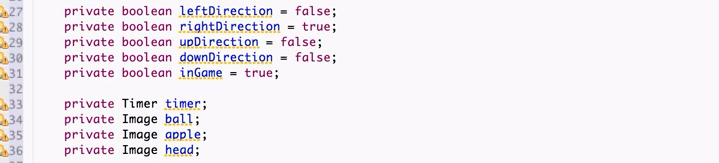 27 private boolean leftDirection = false;
28 private boolean rightDirection = true;
29 private boolean upDirection = false;
30 private boolean downDirection = false;
31 private boolean inGame = true;
32
33 private Timer timer;
34 private Image ball;
35 private Image apple;
36 private Image head;